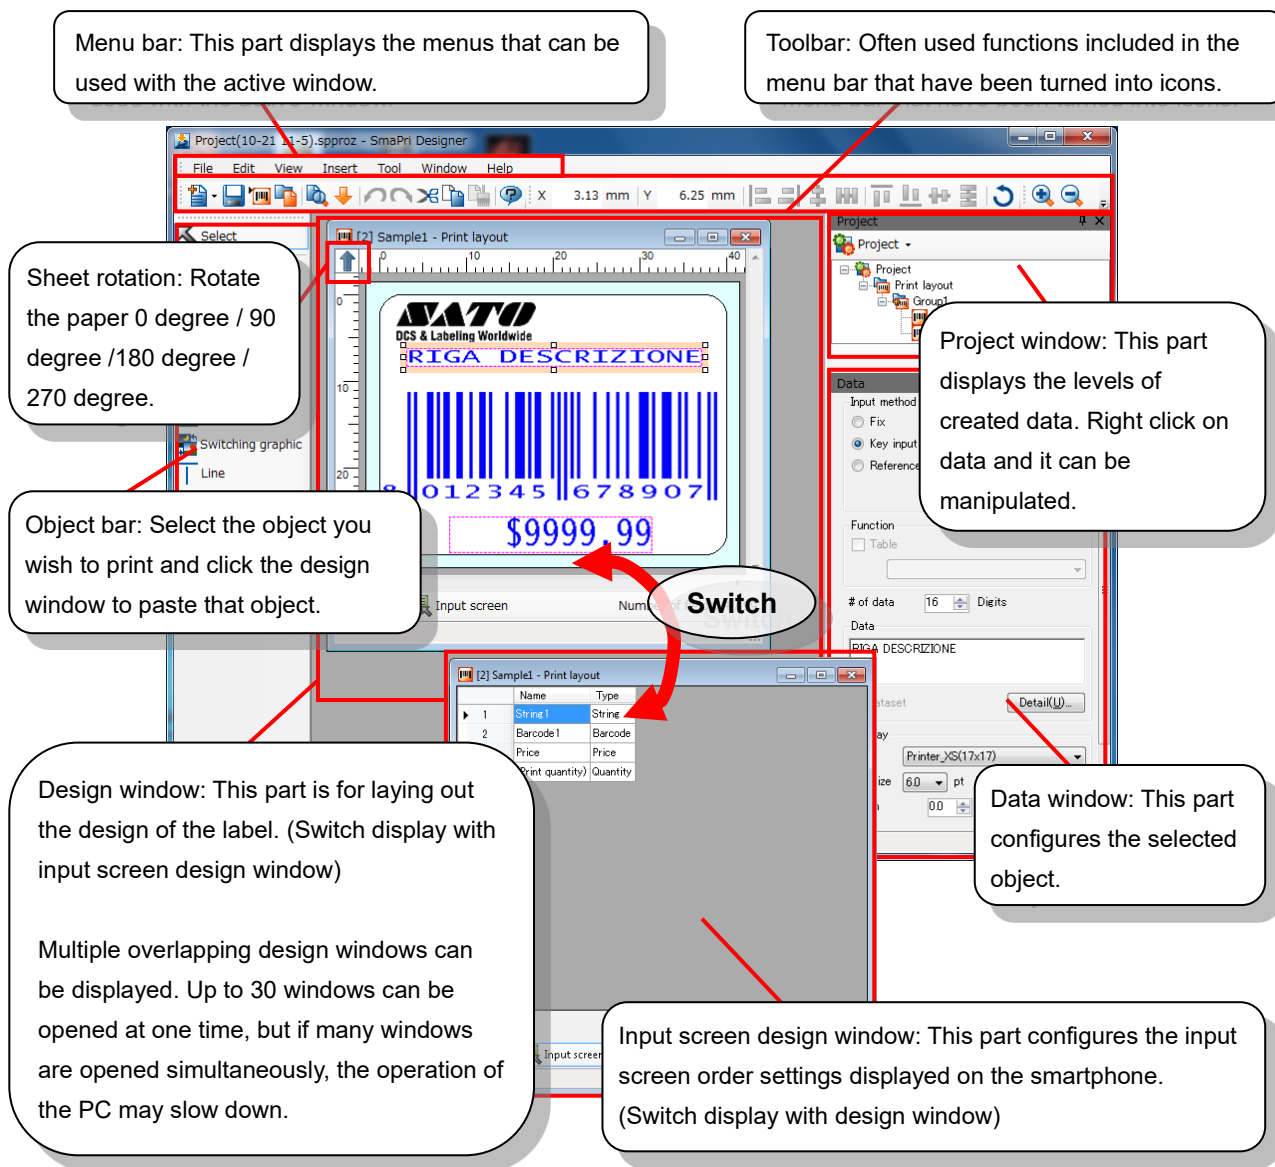 Menu bar: This part displays the menus that can be
used with the active window.
Toolbar: Often used functions included in the
menu bar that have been turned into icons.
Project(10-21 11-5).spproz - SmaPri Designer
File Edit View Insert Tool Window Help
X 3.13 mm Y 6.25 mm
Select
[2] Sample1 - Print layout
0 10 20 30 40
0
10
20
Sheet rotation: Rotate
the paper 0 degree / 90
degree /180 degree /
270 degree.
Switching graphic
Line
Object bar: Select the object you
wish to print and click the design
window to paste that object.
SATO
DCS & Labeling Worldwide
RIGA DESCRIZIONE
8 012345 678907
$9999.99
Input screen
Switch
Project
Project
Project
Print layout
Group1
Project window: This part
displays the levels of
created data. Right click on
data and it can be
manipulated.
Data
Input method
Fix
Key input
Reference
Function
Table
# of data 16 Digits
Data
RIGA DESCRIZIONE
Detail(U)...
Printer_XS(17x17)
6.0 pt
0.0
Data window: This part
configures the selected
object.
[2] Sample1 - Print layout
Name Type
1 String1 String
2 Barcode1 Barcode
Price Price
(Print quantity) Quantity
Input screen
Design window: This part is for laying out
the design of the label. (Switch display with
input screen design window)
Multiple overlapping design windows can
be displayed. Up to 30 windows can be
opened at one time, but if many windows
are opened simultaneously, the operation of
the PC may slow down.
Input screen design window: This part configures the input
screen order settings displayed on the smartphone.
(Switch display with design window)